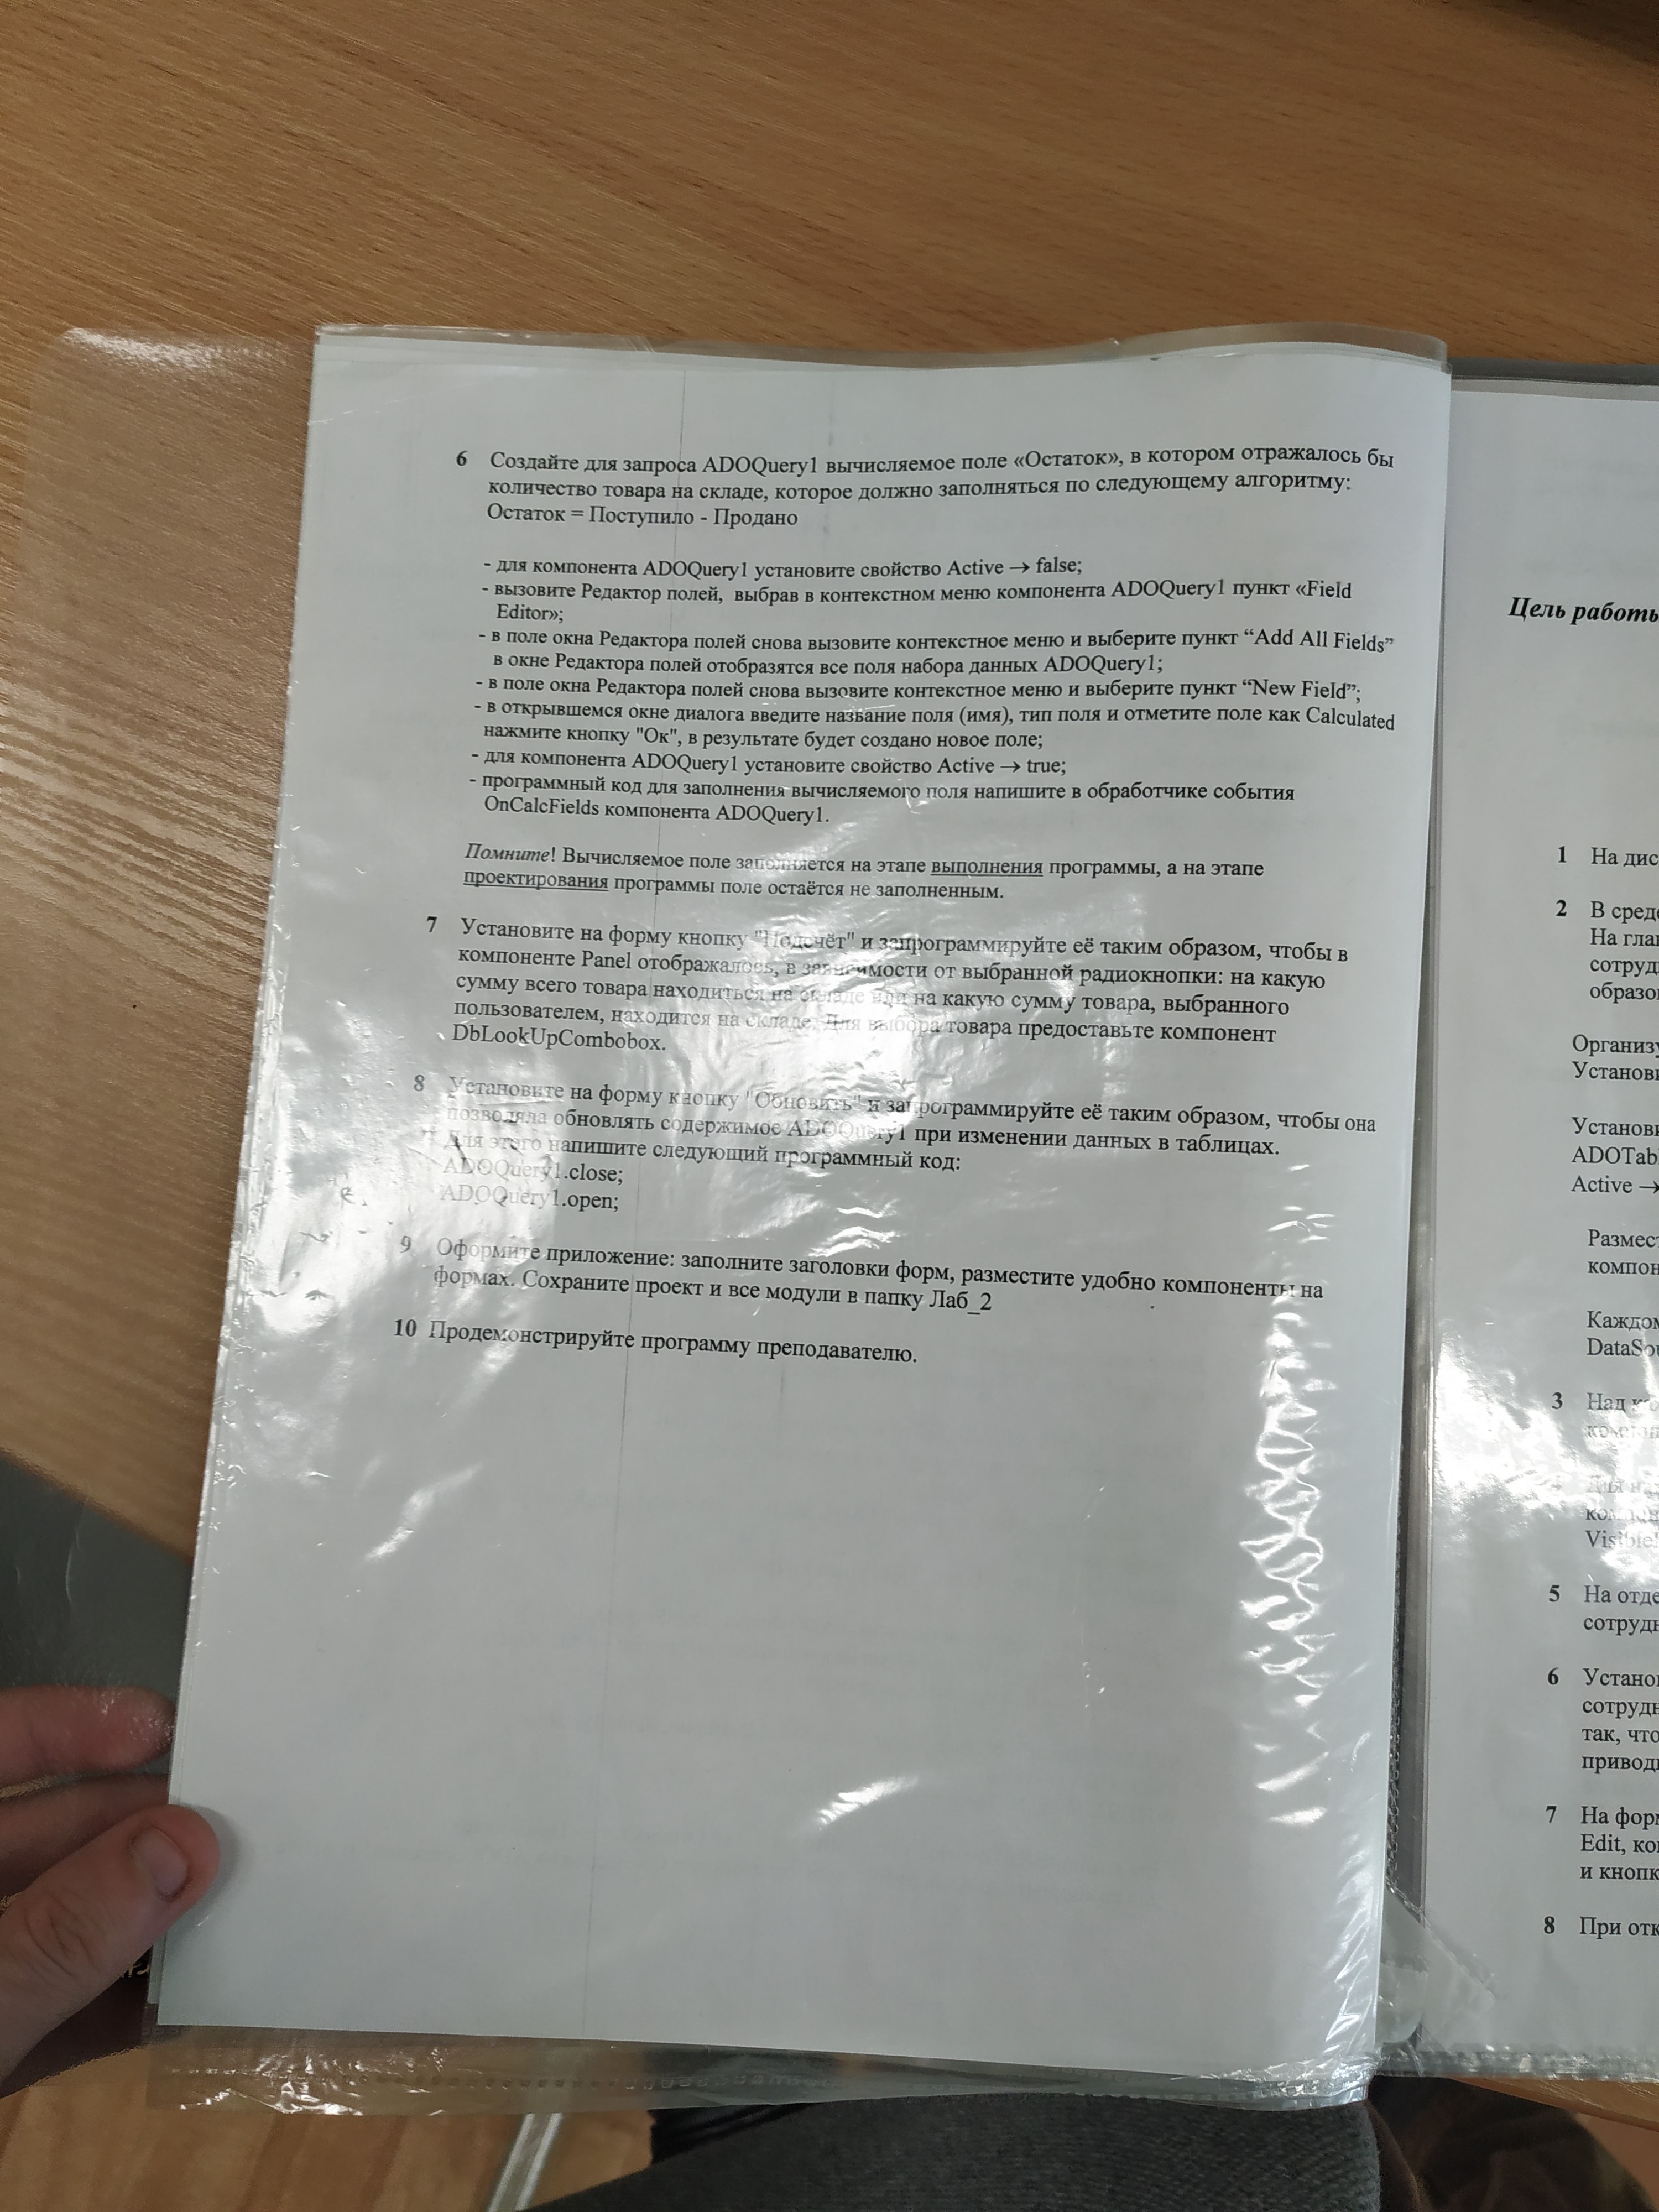 6 Создайте для запроса ADOQuery1 вычисляемое поле «Остаток», в котором отражалось бы
количество товара на складе, которое должно заполняться по следующему алгоритму:
Остаток = Поступило - Продано
- для компонента ADOQuery1 установите свойство Active → false;
- вызовите Редактор полей, выбрав в контекстном меню компонента ADOQuery1 пункт «Field
Editor»;
- в поле окна Редактора полей снова вызовите контекстное меню и выберите пункт “Add All Fields”
в окне Редактора полей отобразятся все поля набора данных ADOQuery1;
- в поле окна Редактора полей снова вызовите контекстное меню и выберите пункт “New Field”;
- в открывшемся окне диалога введите название поля (имя), тип поля и отметите поле как Calculated
нажмите кнопку "Ок", в результате будет создано новое поле;
- для компонента ADOQuery1 установите свойство Active → true;
- программный код для заполнения вычисляемого поля напишите в обработчике события
OnCalcFields компонента ADOQuery1.
Помните! Вычисляемое поле заполняется на этапе выполнения программы, а на этапе
проектирования программы поле остаётся не заполненным.
7 Установите на форму кнопку "Подсчёт" и запрограммируйте её таким образом, чтобы в
компоненте Panel отображалось, в зависимости от выбранной радиокнопки: на какую
сумму всего товара находиться на складе или на какую сумму товара, выбранного
пользователем, находится на складе. Для выбора товара предоставьте компонент
DbLookUpCombobox.
8 Установите на форму кнопку "Обновить" и запрограммируйте её таким образом, чтобы она
позволяла обновлять содержимое ADOQuery1 при изменении данных в таблицах.
Для этого напишите следующий программный код:
ADOQuery1.close;
ADOQuery1.open;
9 Оформите приложение: заполните заголовки форм, разместите удобно компоненты на
формах. Сохраните проект и все модули в папку Лаб_2
10 Продемонстрируйте программу преподавателю.
Цель работы
1 На дис
2 В сред
На гла
сотруд
образо
Организу
Установи
Установи
ADOTab
Active →
Размест
компон
Каждом
DataSou
3 Над
5 На отде
сотрудн
6 Установ
сотрудн
так, что
привод
7 На форм
Edit, ко
и кнопк
8 При отк